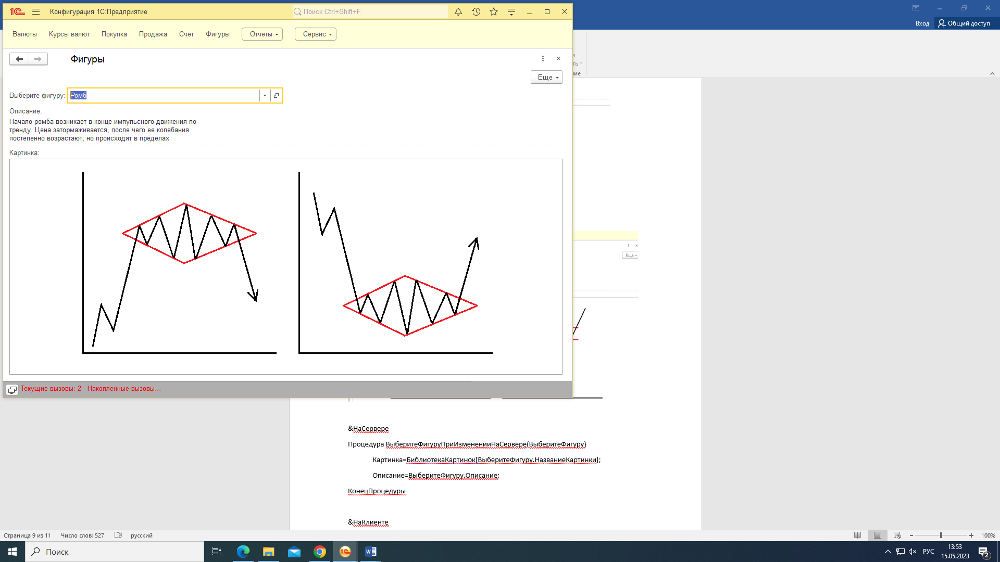 Конфигурация 1С:Предприятие
Поиск Ctrl+Shift+F
Вход
Общий доступ
Валюты Курсы валют Покупка Продажа Счет Фигуры Отчеты Сервис
Фигуры
Еще
Выберите фигуру: Ромб
Описание:
Начало ромба возникает в конце импульсного движения по
тренду. Цена затормаживается, после чего ее колебания
постепенно возрастают, но происходят в пределах
Картинка:
Еще
Текущие вызовы: 2 Накопленные вызовы...
&НаСервере
Процедура ВыберитеФигуруПриИзмененииНаСервере(ВыберитеФигуру)
Картинка=БиблиотекаКартинок[ВыберитеФигуру.НазваниеКартинки];
Описание=ВыберитеФигуру.Описание;
КонецПроцедуры
&НаКлиенте
Страница 9 из 11 Число слов: 527 русский 100%
Поиск
РУС
13:53
15.05.2023
2